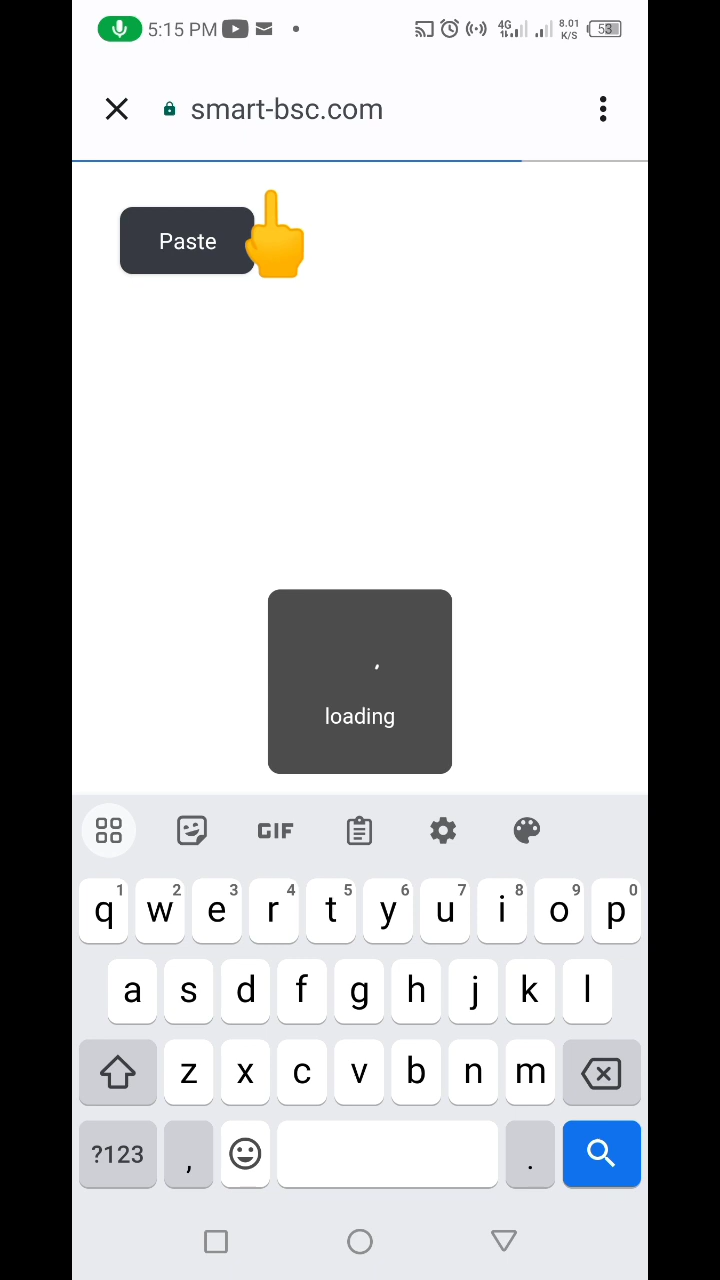 5:15 PM 4G 8.01 K/S 53
smart-bsc.com
Paste
loading
GIF
1 2 3 4 5 6 7 8 9 0
q w e r t y u i o p
a s d f g h j k l
z x c v b n m
?123 , .